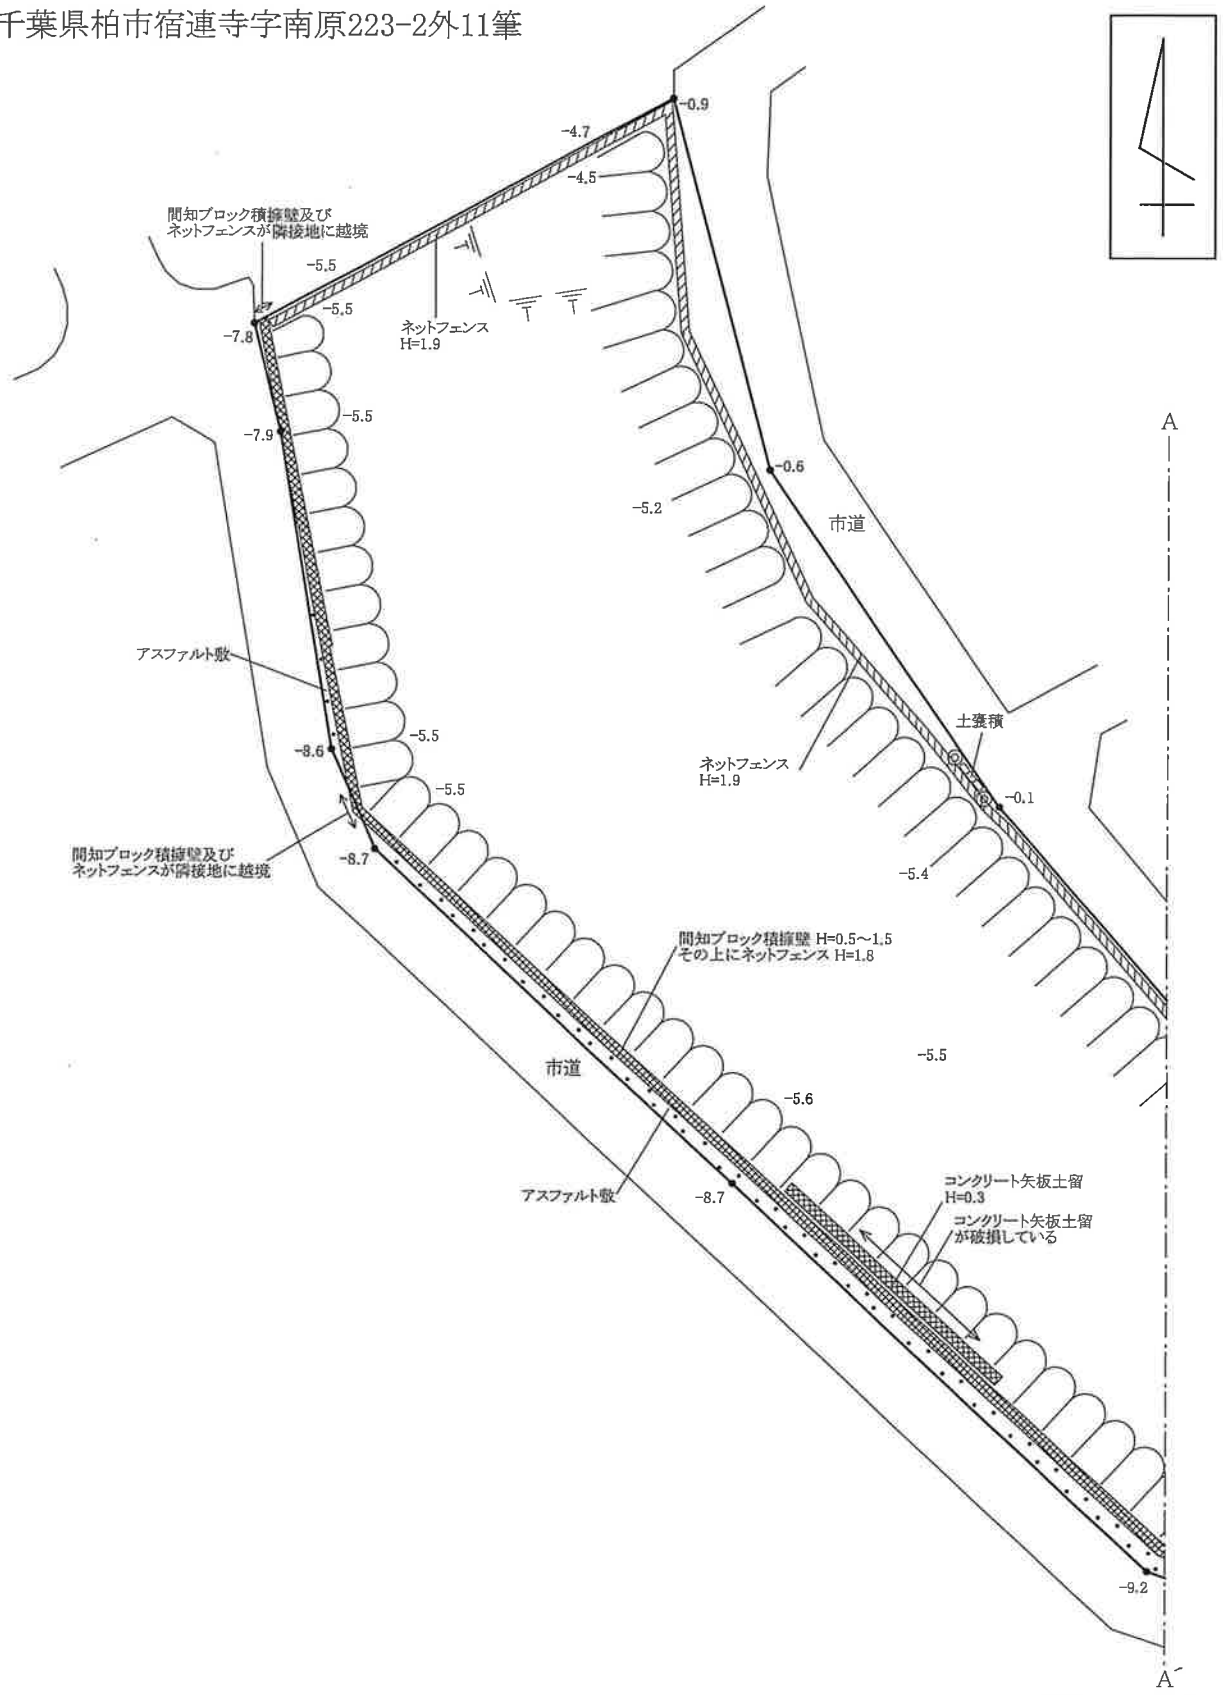 千葉県柏市宿連寺字南原223-2外11筆
-0.9
-4.7
-4.5
間知ブロック積擁壁及び
ネットフェンスが隣接地に越境
-5.5
-5.5
-7.8
ネットフェンス
H=1.9
-5.5
-7.9
A
-0.6
-5.2
市道
アスファルト敷
土嚢積
-5.5
-8.6
ネットフェンス
H=1.9
-5.5
-0.1
間知ブロック積擁壁及び
ネットフェンスが隣接地に越境
-8.7
-5.4
間知ブロック積擁壁 H=0.5～1.5
その上にネットフェンス H=1.8
-5.5
市道
-5.6
アスファルト敷
-8.7
コンクリート矢板土留
H=0.3
コンクリート矢板土留
が破損している
-9.2
A´